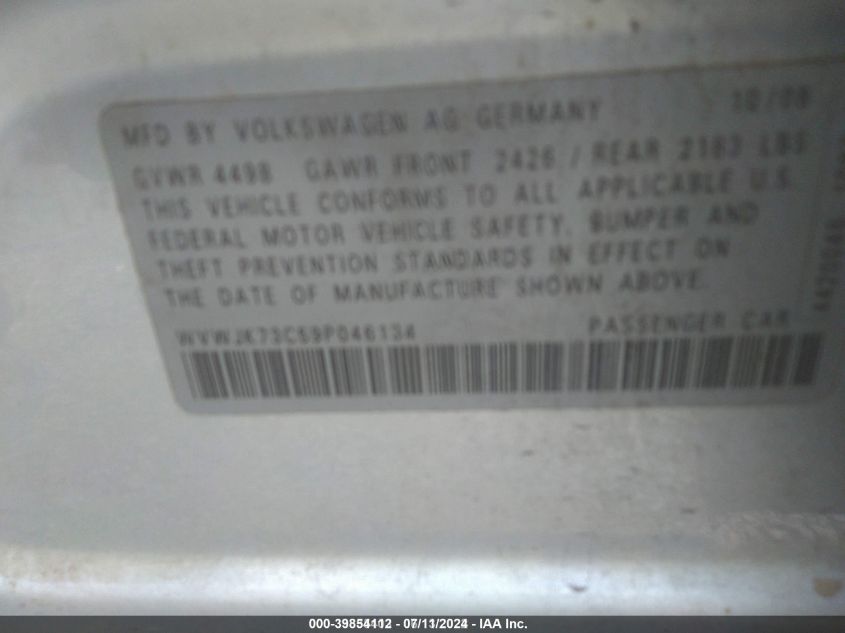 MFD BY VOLKSWAGEN AG GERMANY 10/08
GVWR 4498 GAWR FRONT 2426 / REAR 2183 LBS
THIS VEHICLE CONFORMS TO ALL APPLICABLE U.S.
FEDERAL MOTOR VEHICLE SAFETY, BUMPER AND
THEFT PREVENTION STANDARDS IN EFFECT ON
THE DATE OF MANUFACTURE SHOWN ABOVE.
WVWJK73C69P046134 PASSENGER CAR
000-39854112 - 07/11/2024 - IAA Inc.